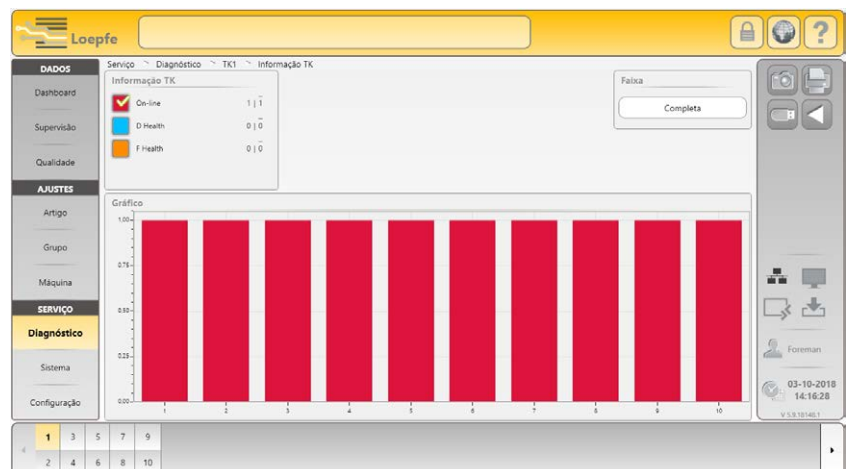 Loepfe
?
DADOS
Dashboard
Supervisão
Qualidade
AJUSTES
Artigo
Grupo
Máquina
SERVIÇO
Diagnóstico
Sistema
Configuração
Serviço Diagnóstico TK1 Informação TK
Informação TK
On-line 1 | 1
D Health 0 | 0
F Health 0 | 0
Faixa
Completa
Gráfico
1,00
0,75
0,50
0,25
0,00
1 2 3 4 5 6 7 8 9 10
Foreman
03-10-2018
14:16:28
1 3 5 7 9
2 4 6 8 10